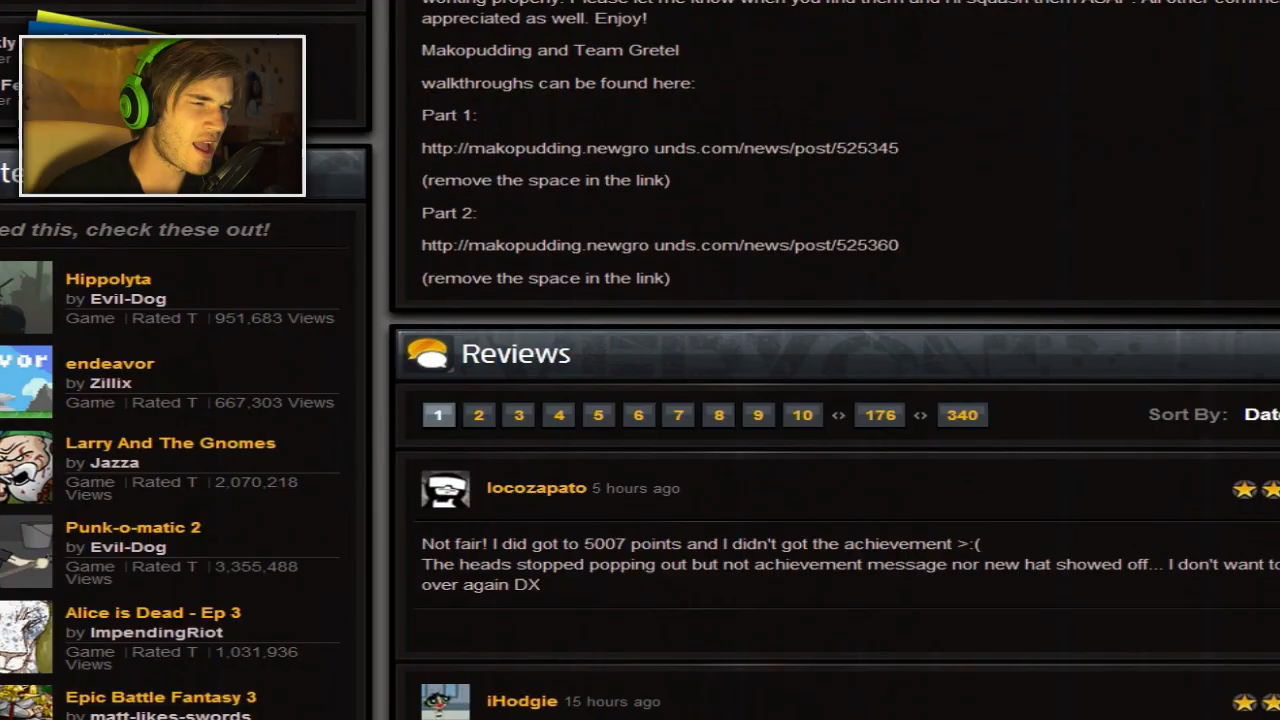 appreciated as well. Enjoy!
Makopudding and Team Gretel
walkthroughs can be found here:
Part 1:
http://makopudding.newgro unds.com/news/post/525345
(remove the space in the link)
Part 2:
http://makopudding.newgro unds.com/news/post/525360
(remove the space in the link)
ed this, check these out!
Hippolyta
by Evil-Dog
Game | Rated T | 951,683 Views
endeavor
by Zillix
Game | Rated T | 667,303 Views
Larry And The Gnomes
by Jazza
Game | Rated T | 2,070,218
Views
Punk-o-matic 2
by Evil-Dog
Game | Rated T | 3,355,488
Views
Alice is Dead - Ep 3
by ImpendingRiot
Game | Rated T | 1,031,936
Views
Epic Battle Fantasy 3
by matt-likes-swords
Reviews
1 2 3 4 5 6 7 8 9 10 <> 176 <> 340
Sort By: Dat
locozapato 5 hours ago
Not fair! I did got to 5007 points and I didn't got the achievement >:(
The heads stopped popping out but not achievement message nor new hat showed off... I don't want to
over again DX
iHodgie 15 hours ago